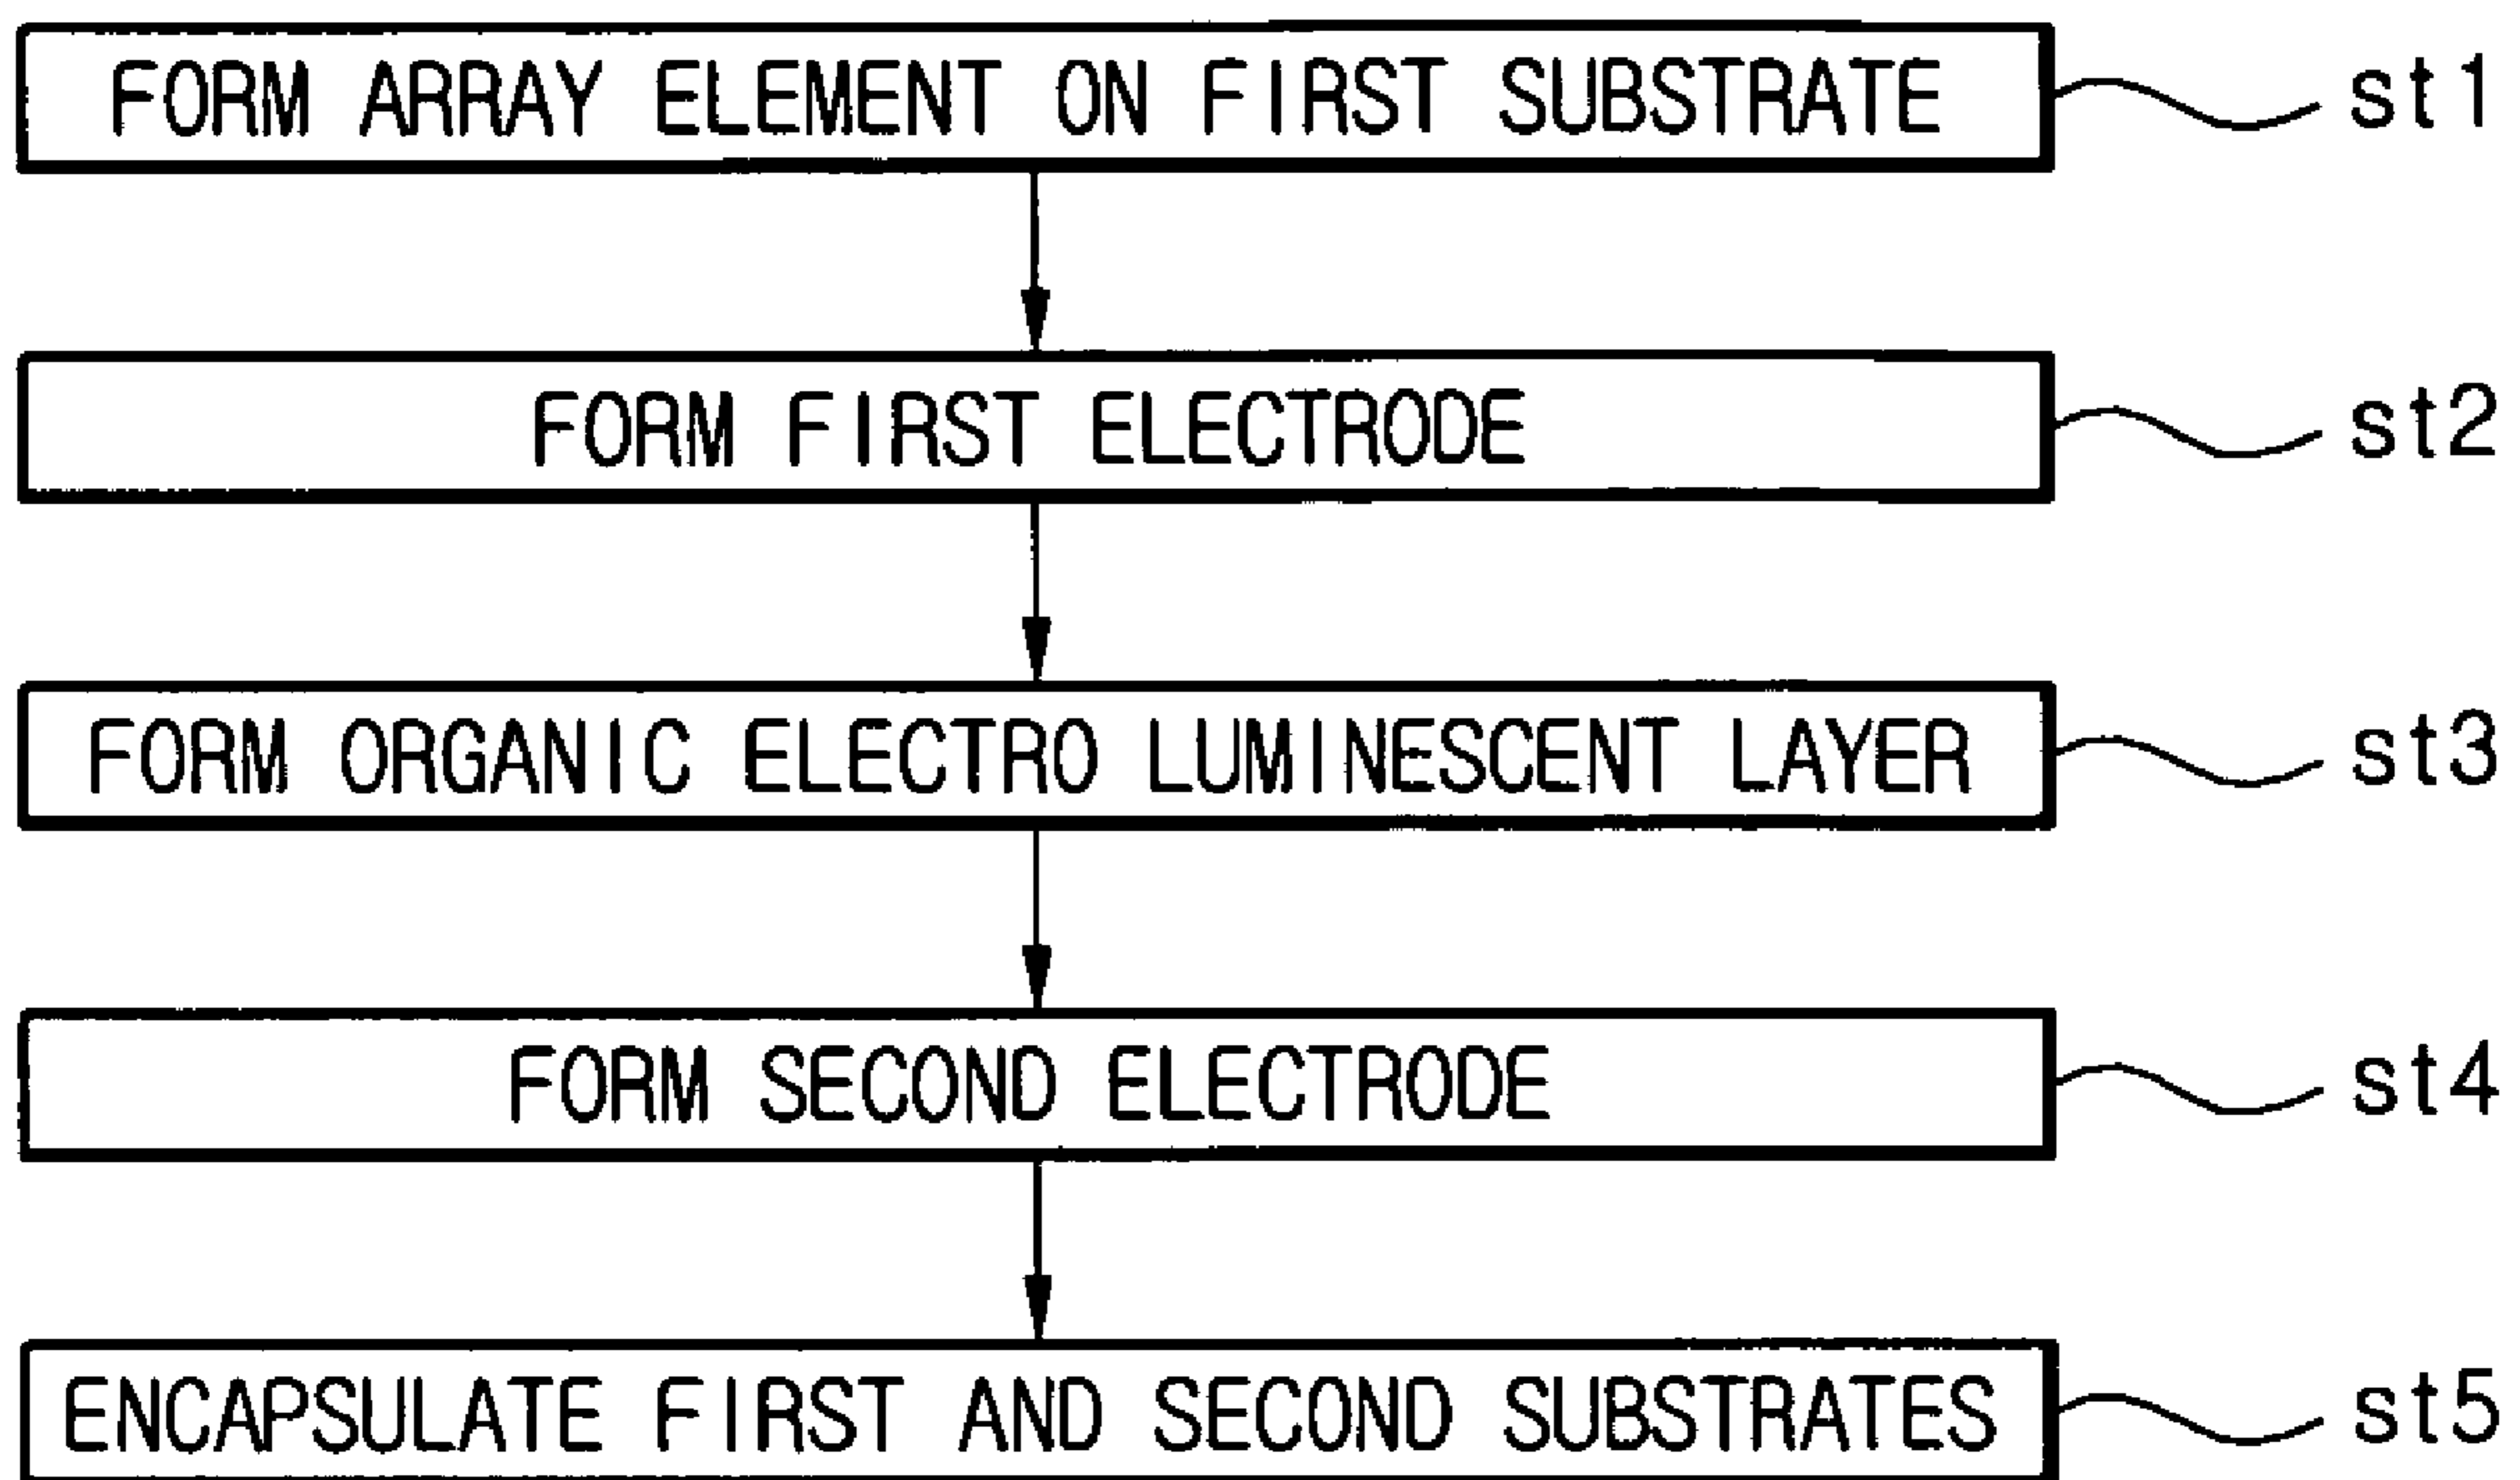 FORM ARRAY ELEMENT ON FIRST SUBSTRATE st1
FORM FIRST ELECTRODE st2
FORM ORGANIC ELECTRO LUMINESCENT LAYER st3
FORM SECOND ELECTRODE st4
ENCAPSULATE FIRST AND SECOND SUBSTRATES st5